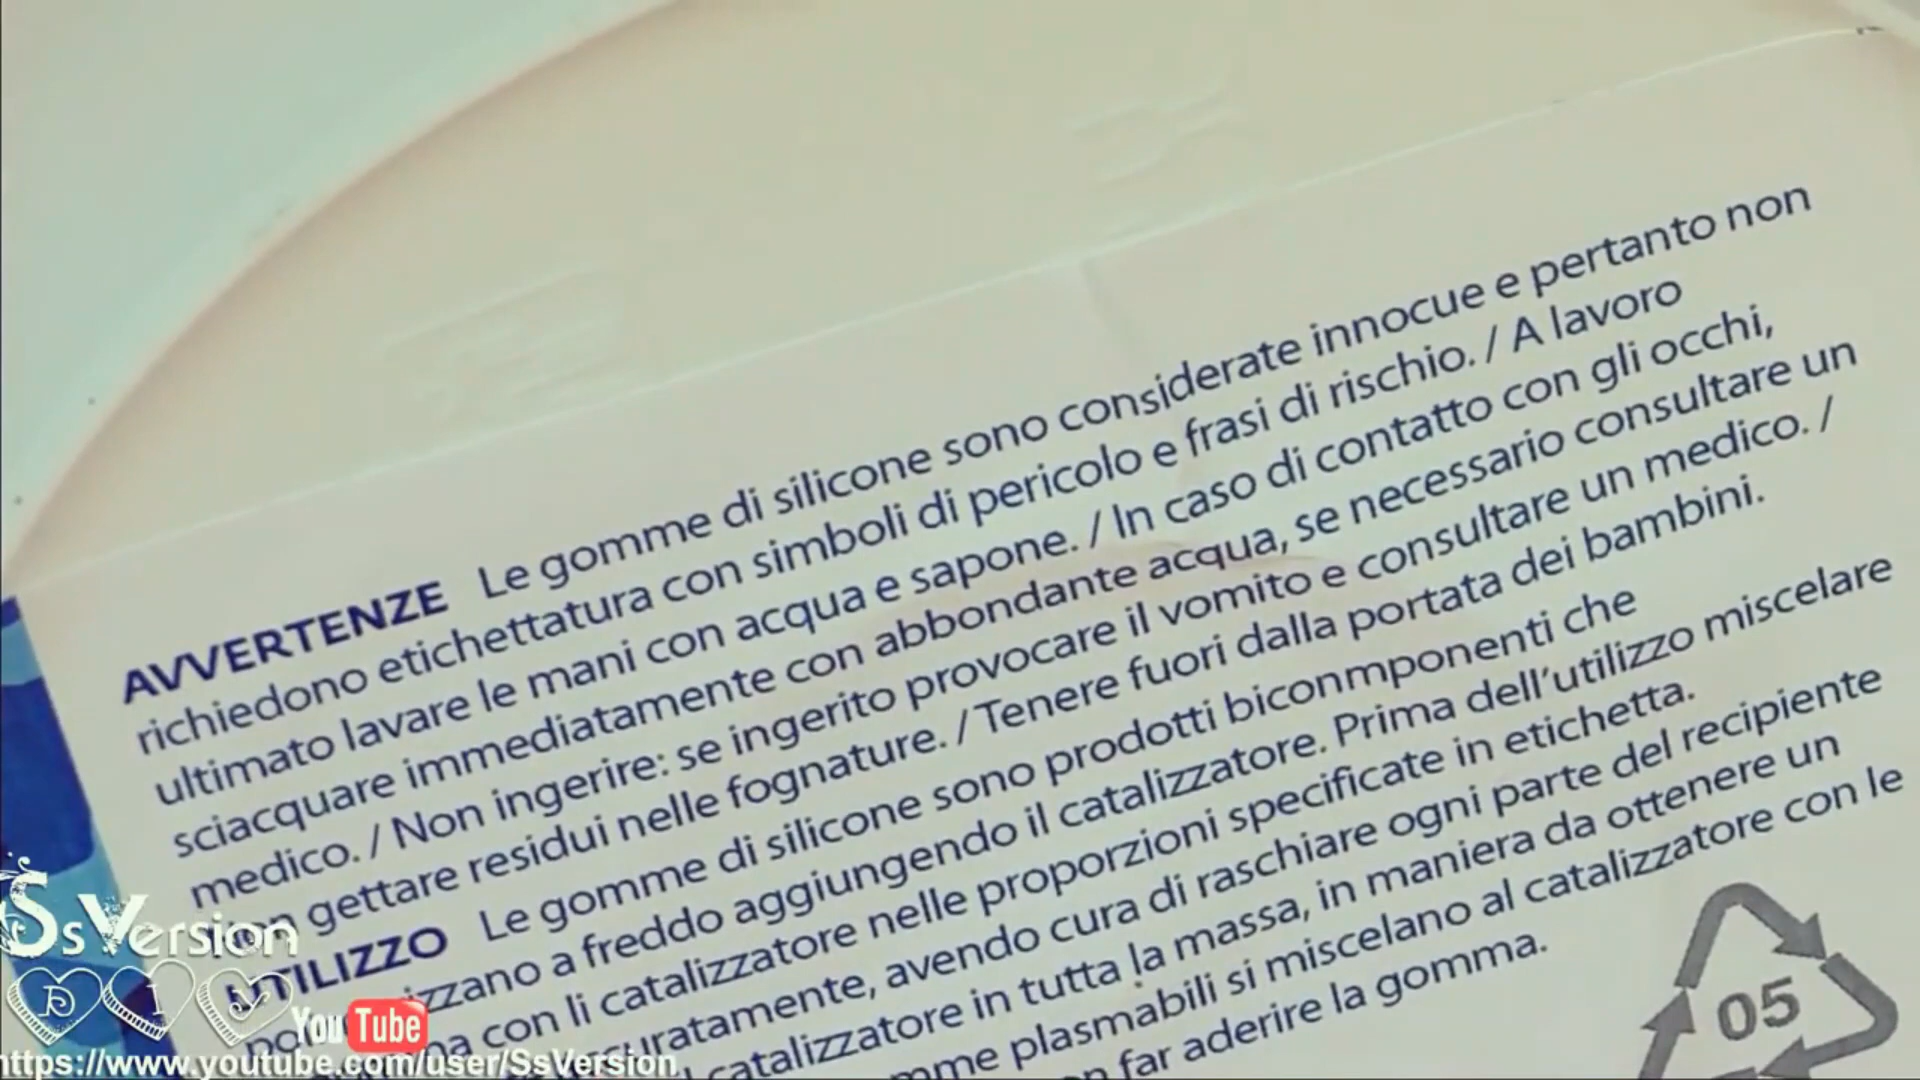 AVVERTENZE Le gomme di silicone sono considerate innocue e pertanto non
richiedono etichettatura con simboli di pericolo e frasi di rischio. / A lavoro
ultimato lavare le mani con acqua e sapone. / In caso di contatto con gli occhi,
sciacquare immediatamente con abbondante acqua, se necessario consultare un
medico. / Non ingerire: se ingerito provocare il vomito e consultare un medico. /
gettare residui nelle fognature. / Tenere fuori dalla portata dei bambini.
UTILIZZO Le gomme di silicone sono prodotti biconmponenti che
izzano a freddo aggiungendo il catalizzatore. Prima dell'utilizzo miscelare
con li catalizzatore nelle proporzioni specificate in etichetta.
uratamente, avendo cura di raschiare ogni parte del recipiente
catalizzatore in tutta la massa, in maniera da ottenere un
mme plasmabili si miscelano al catalizzatore con le
far aderire la gomma.
05
SsVersion
DIY
YouTube
https://www.youtube.com/user/SsVersion